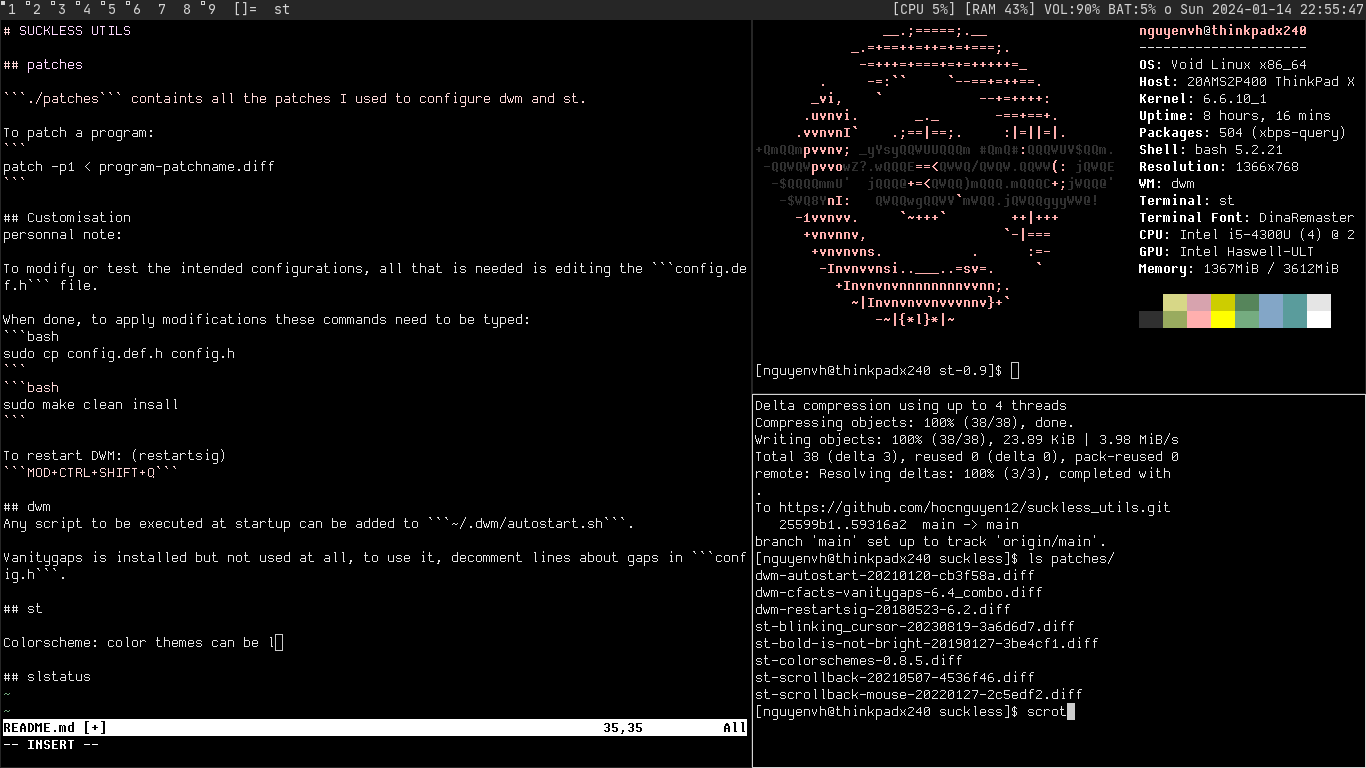 1 2 3 4 5 6 7 8 9 []= st [CPU 5%] [RAM 43%] VOL:90% BAT:5% o Sun 2024-01-14 22:55:47
# SUCKLESS UTILS
## patches
```./patches``` containts all the patches I used to configure dwm and st.
To patch a program:
```
patch -p1 < program-patchname.diff
```
## Customisation
personnal note:
To modify or test the intended configurations, all that is needed is editing the ```config.de
f.h``` file.
When done, to apply modifications these commands need to be typed:
```bash
sudo cp config.def.h config.h
```
```bash
sudo make clean insall
```
To restart DWM: (restartsig)
```MOD+CTRL+SHIFT+Q```
## dwm
Any script to be executed at startup can be added to ```~/.dwm/autostart.sh```.
Vanitygaps is installed but not used at all, to use it, decomment lines about gaps in ```conf
ig.h```.
## st
Colorscheme: color themes can be l
## slstatus
~
~
README.md [+] 35,35 All
-- INSERT --
nguyenvh@thinkpadx240
---------------------
OS: Void Linux x86_64
Host: 20AMS2P400 ThinkPad X
Kernel: 6.6.10_1
Uptime: 8 hours, 16 mins
Packages: 504 (xbps-query)
Shell: bash 5.2.21
Resolution: 1366x768
WM: dwm
Terminal: st
Terminal Font: DinaRemaster
CPU: Intel i5-4300U (4) @ 2
GPU: Intel Haswell-ULT
Memory: 1367MiB / 3612MiB
[nguyenvh@thinkpadx240 st-0.9]$
Delta compression using up to 4 threads
Compressing objects: 100% (38/38), done.
Writing objects: 100% (38/38), 23.89 KiB | 3.98 MiB/s
Total 38 (delta 3), reused 0 (delta 0), pack-reused 0
remote: Resolving deltas: 100% (3/3), completed with
.
To https://github.com/hocnguyen12/suckless_utils.git
25599b1..59316a2 main -> main
branch 'main' set up to track 'origin/main'.
[nguyenvh@thinkpadx240 suckless]$ ls patches/
dwm-autostart-20210120-cb3f58a.diff
dwm-cfacts-vanitygaps-6.4_combo.diff
dwm-restartsig-20180523-6.2.diff
st-blinking_cursor-20230819-3a6d6d7.diff
st-bold-is-not-bright-20190127-3be4cf1.diff
st-colorschemes-0.8.5.diff
st-scrollback-20210507-4536f46.diff
st-scrollback-mouse-20220127-2c5edf2.diff
[nguyenvh@thinkpadx240 suckless]$ scrot